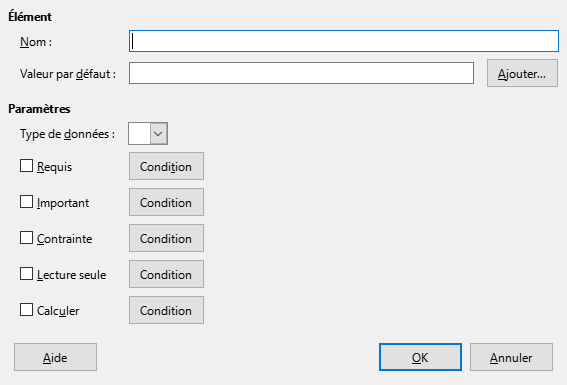 Élément
Nom :
Valeur par défaut :
Ajouter...
Paramètres
Type de données :
Requis
Condition
Important
Condition
Contrainte
Condition
Lecture seule
Condition
Calculer
Condition
Aide
OK
Annuler